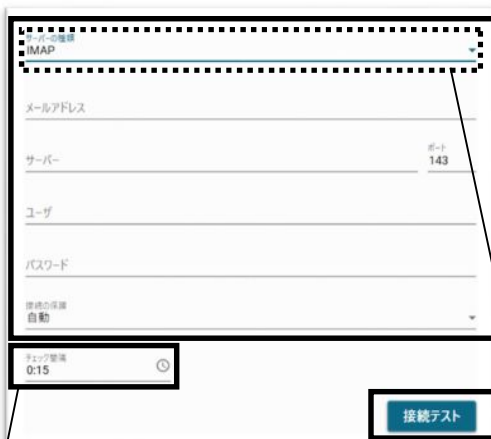 サーバーの種類
IMAP
メールアドレス
サーバー
ポート
143
ユーザ
パスワード
接続の保護
自動
チェック間隔
0:15
接続テスト